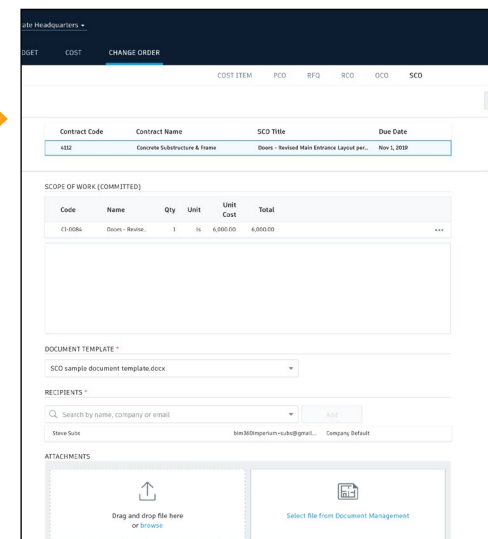 ate Headquarters
DGET COST CHANGE ORDER
COST ITEM PCO RFQ RCO OCO SCO
Contract Code Contract Name SCO Title Due Date
4112 Concrete Substructure & Frame Doors - Revised Main Entrance Layout per... Nov 1, 2019
SCOPE OF WORK (COMMITTED)
Code Name Qty Unit Unit Cost Total
CI-0084 Doors - Revise.. 1 ls 6,000.00 6,000.00 •••
DOCUMENT TEMPLATE *
SCO sample document template.docx
RECIPIENTS *
Search by name, company or email Add
Steve Subs bim360imperium+subs@gmail... Company Default
ATTACHMENTS
Drag and drop file here
or browse
Select file from Document Management